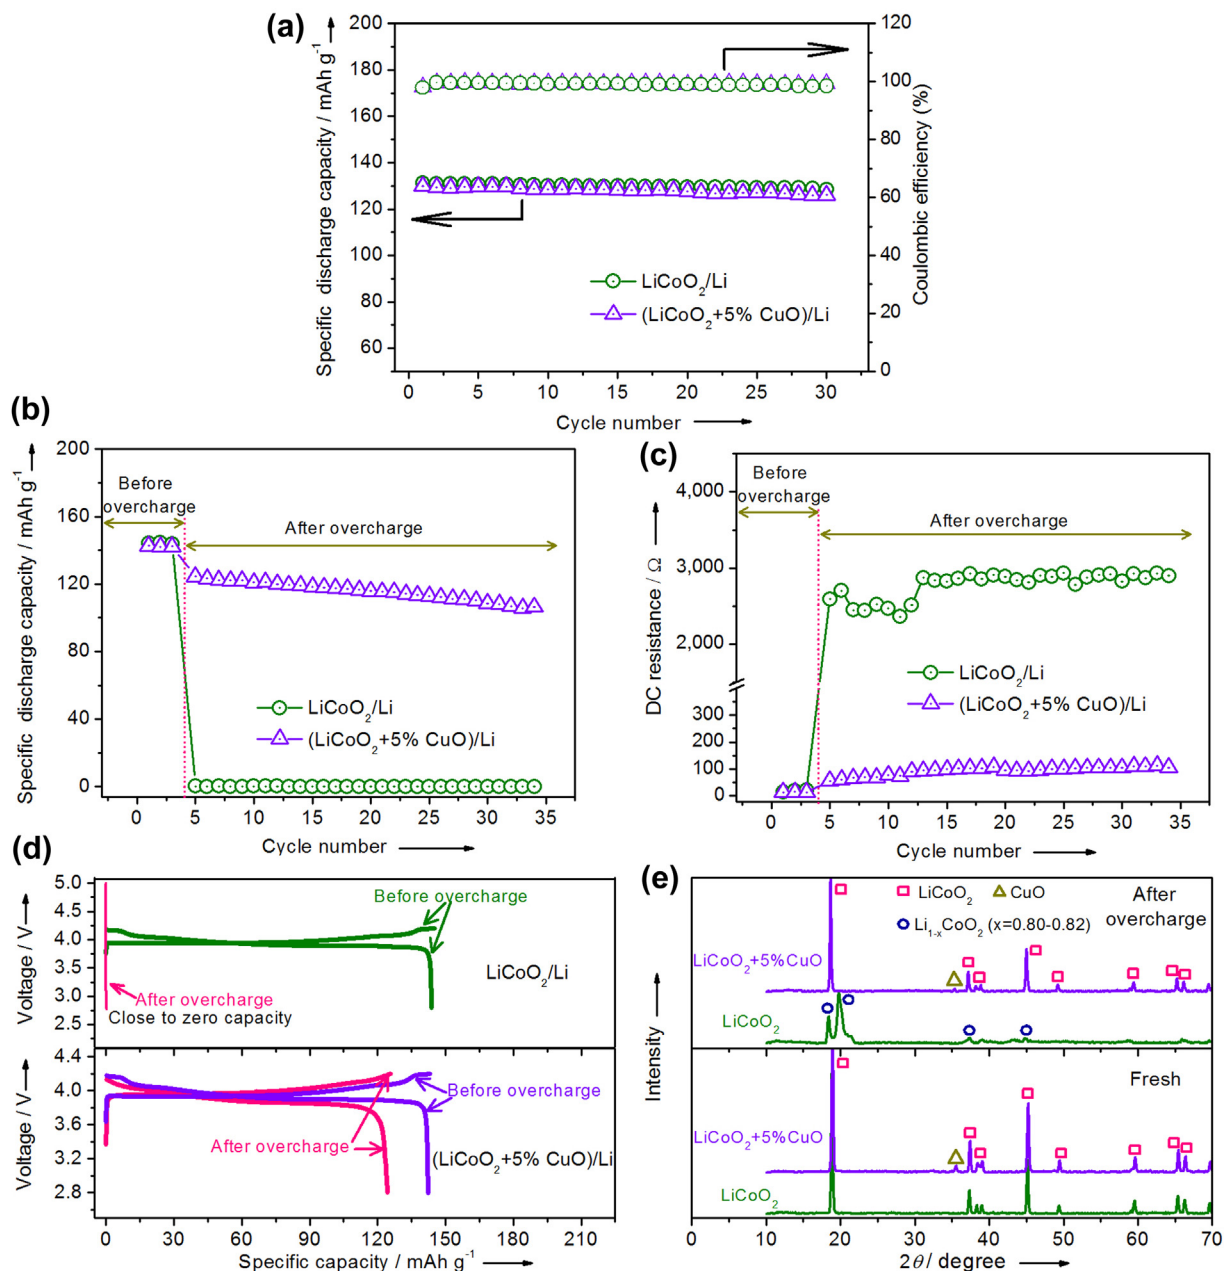 (a)
Specific discharge capacity / mAh g⁻¹ →
200
180
160
140
120
100
80
60
120
100
80
60
40
20
0
Coulombic efficiency (%)
LiCoO₂/Li
(LiCoO₂+5% CuO)/Li
0 5 10 15 20 25 30
Cycle number →
(b)
Specific discharge capacity / mAh g⁻¹ →
200
160
120
80
40
0
Before
overcharge
After overcharge
LiCoO₂/Li
(LiCoO₂+5% CuO)/Li
0 5 10 15 20 25 30 35
Cycle number →
(c)
DC resistance / Ω →
4,000
3,000
2,000
300
200
100
0
Before
overcharge
After overcharge
LiCoO₂/Li
(LiCoO₂+5% CuO)/Li
0 5 10 15 20 25 30 35
Cycle number →
(d)
Voltage / V →
5.0
4.5
4.0
3.5
3.0
2.5
Before overcharge
LiCoO₂/Li
After overcharge
Close to zero capacity
Voltage / V →
4.4
4.0
3.6
3.2
2.8
Before overcharge
After overcharge
(LiCoO₂+5% CuO)/Li
0 30 60 90 120 150 180 210
Specific capacity / mAh g⁻¹ →
(e)
Intensity →
LiCoO₂ CuO
Li₁₋ₓCoO₂ (x=0.80-0.82)
After
overcharge
LiCoO₂+5%CuO
LiCoO₂
Fresh
LiCoO₂+5%CuO
LiCoO₂
0 10 20 30 40 50 60 70
2θ / degree →